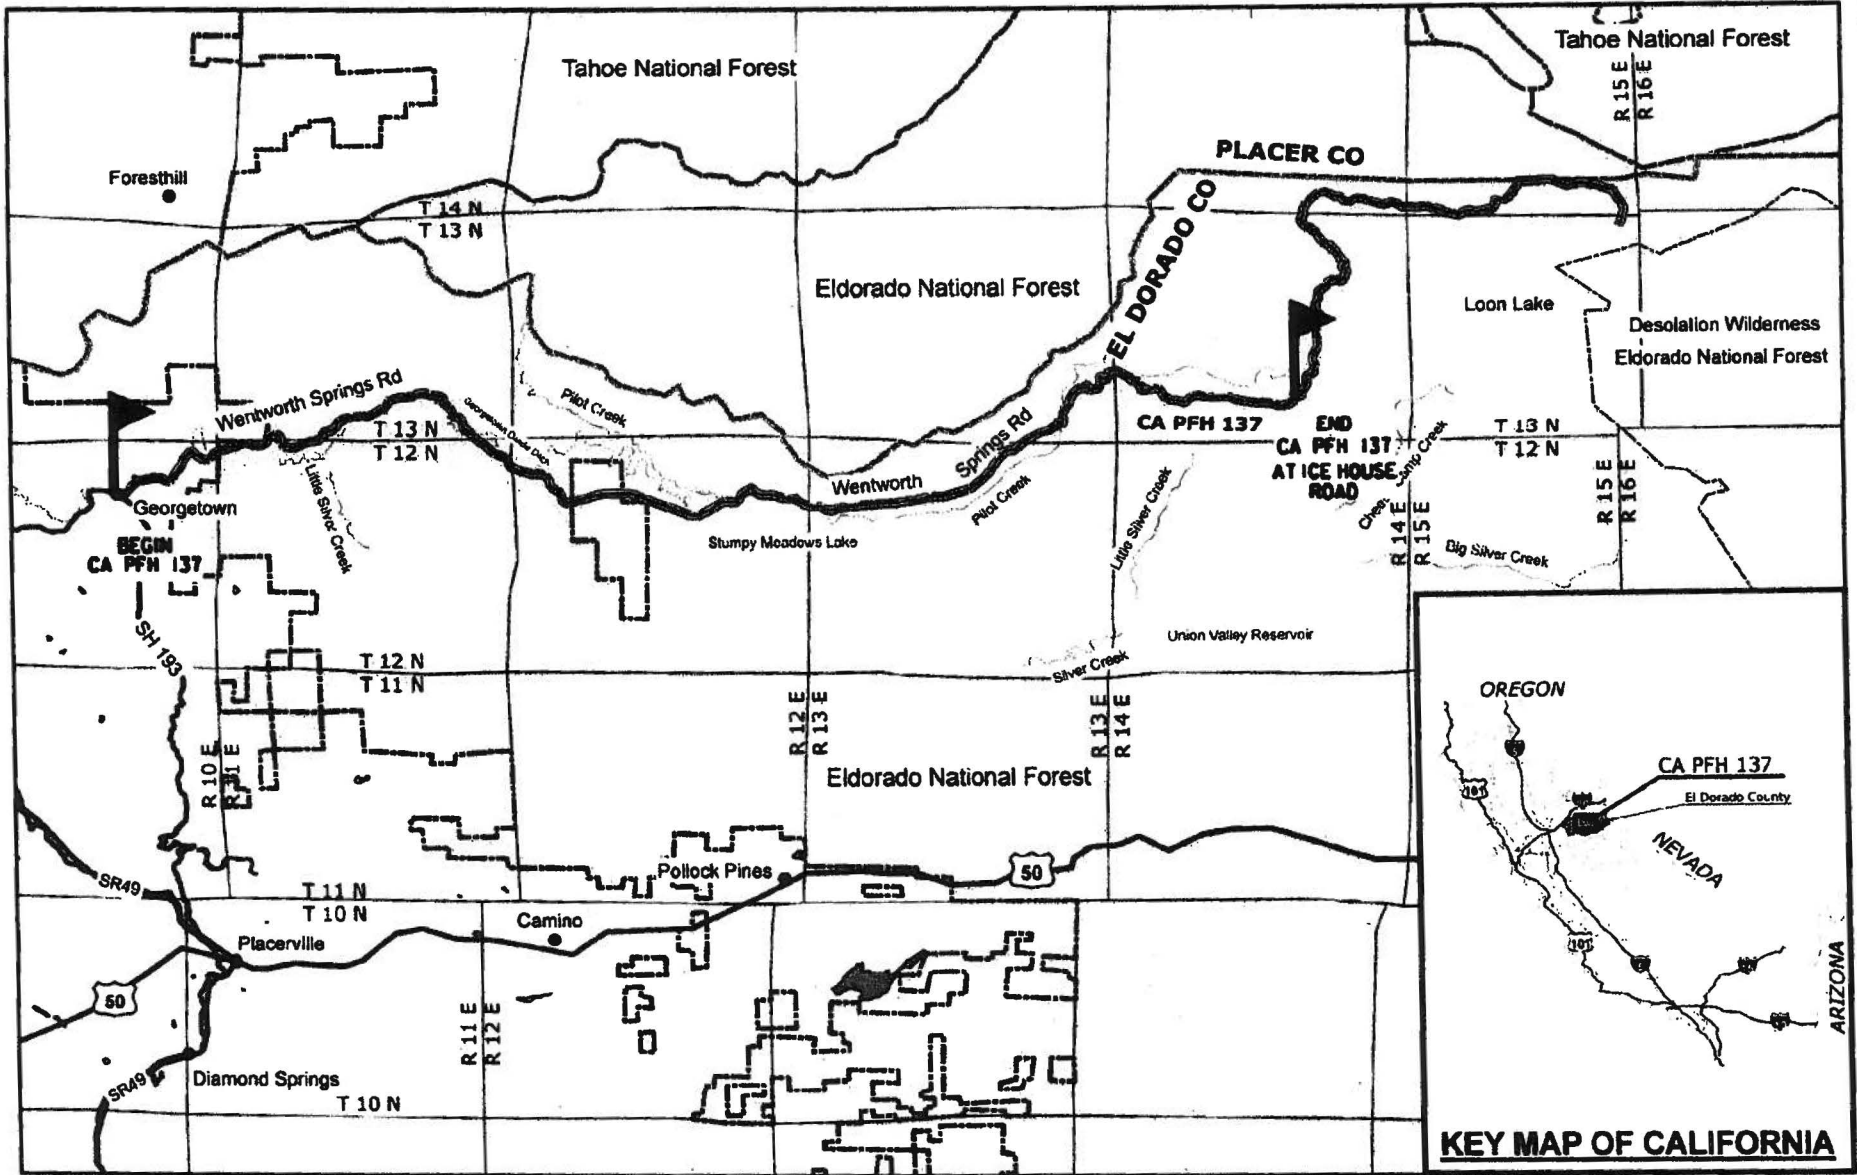 Tahoe National Forest
Tahoe National Forest
R 15 E
R 16 E
PLACER CO
EL DORADO CO
Foresthill
T 14 N
T 13 N
Eldorado National Forest
Loon Lake
Desolation Wilderness
Eldorado National Forest
Wentworth Springs Rd
Pilot Creek
T 13 N
T 12 N
Wentworth
Springs Rd
Pilot Creek
CA PFH 137
END
CA PFH 137
AT ICE HOUSE
ROAD
T 13 N
T 12 N
R 15 E
R 16 E
R 14 E
R 15 E
Georgetown
BEGIN
CA PFH 137
Little Silver Creek
Stumpy Meadows Lake
Little Silver Creek
Big Silver Creek
Union Valley Reservoir
Silver Creek
SH 193
T 12 N
T 11 N
R 10 E
R 12 E
R 13 E
R 13 E
R 14 E
Eldorado National Forest
Pollock Pines
50
SR49
T 11 N
T 10 N
Camino
Placerville
50
R 11 E
R 12 E
SR49
Diamond Springs
T 10 N
OREGON
CA PFH 137
El Dorado County
101
NEVADA
101
ARIZONA
KEY MAP OF CALIFORNIA